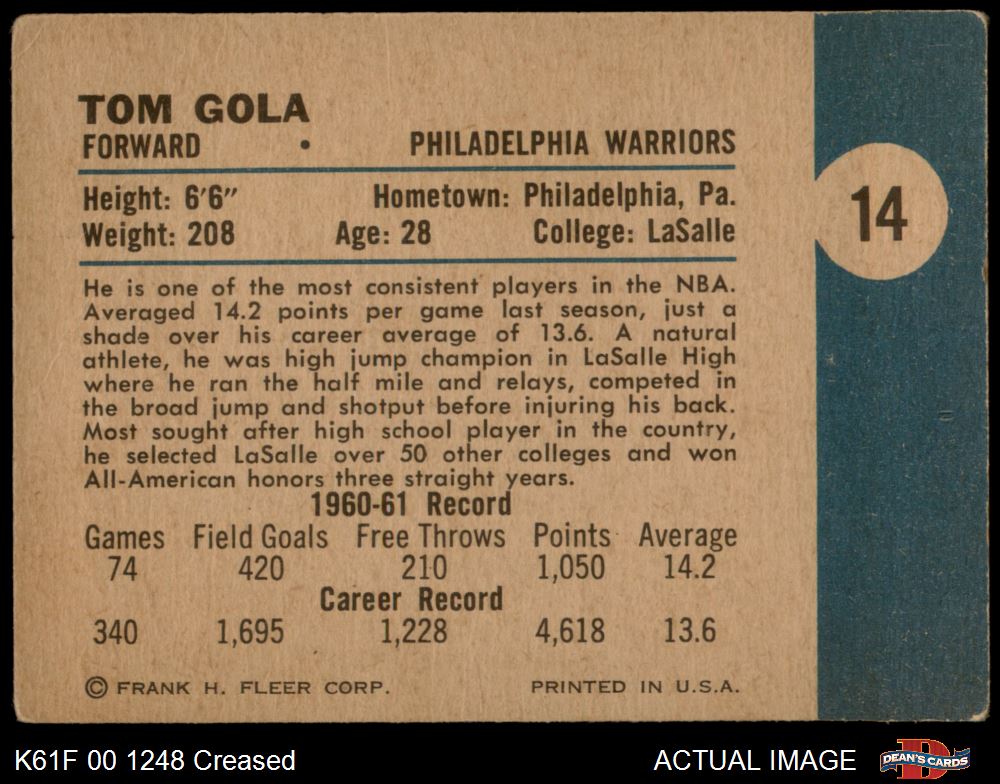 TOM GOLA
FORWARD • PHILADELPHIA WARRIORS
Height: 6′6″ Hometown: Philadelphia, Pa.
Weight: 208 Age: 28 College: LaSalle
14
He is one of the most consistent players in the NBA.
Averaged 14.2 points per game last season, just a
shade over his career average of 13.6. A natural
athlete, he was high jump champion in LaSalle High
where he ran the half mile and relays, competed in
the broad jump and shotput before injuring his back.
Most sought after high school player in the country,
he selected LaSalle over 50 other colleges and won
All-American honors three straight years.
1960-61 Record
Games Field Goals Free Throws Points Average
74 420 210 1,050 14.2
Career Record
340 1,695 1,228 4,618 13.6
© FRANK H. FLEER CORP. PRINTED IN U.S.A.
K61F 00 1248 Creased ACTUAL IMAGE
D
DEAN'S CARDS